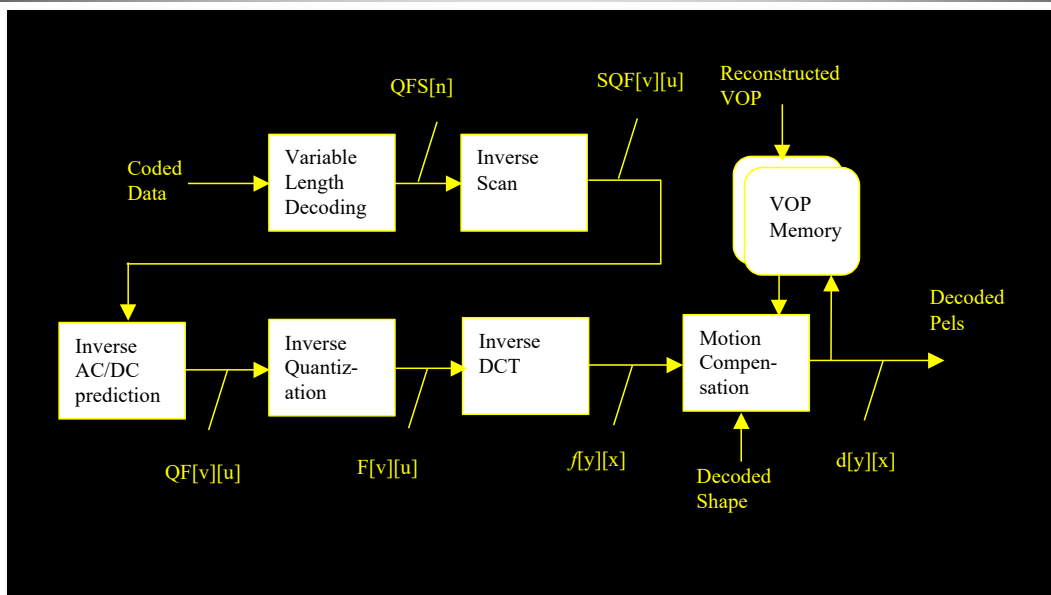 QFS[n]
SQF[v][u]
Reconstructed
VOP
Coded
Data
Variable
Length
Decoding
Inverse
Scan
VOP
Memory
Decoded
Pels
Inverse
AC/DC
prediction
Inverse
Quantiz-
ation
Inverse
DCT
Motion
Compen-
sation
QF[v][u]
F[v][u]
f[y][x]
Decoded
Shape
d[y][x]